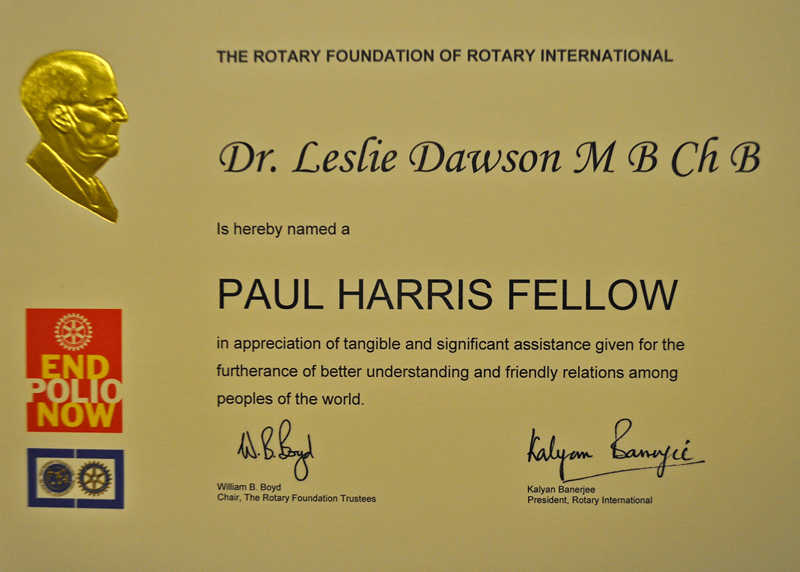 THE ROTARY FOUNDATION OF ROTARY INTERNATIONAL
Dr. Leslie Dawson M B Ch B
Is hereby named a
PAUL HARRIS FELLOW
in appreciation of tangible and significant assistance given for the
furtherance of better understanding and friendly relations among
peoples of the world.
END
POLIO
NOW
W. B. Boyd
William B. Boyd
Chair, The Rotary Foundation Trustees
Kalyan Banerjee
Kalyan Banerjee
President, Rotary International